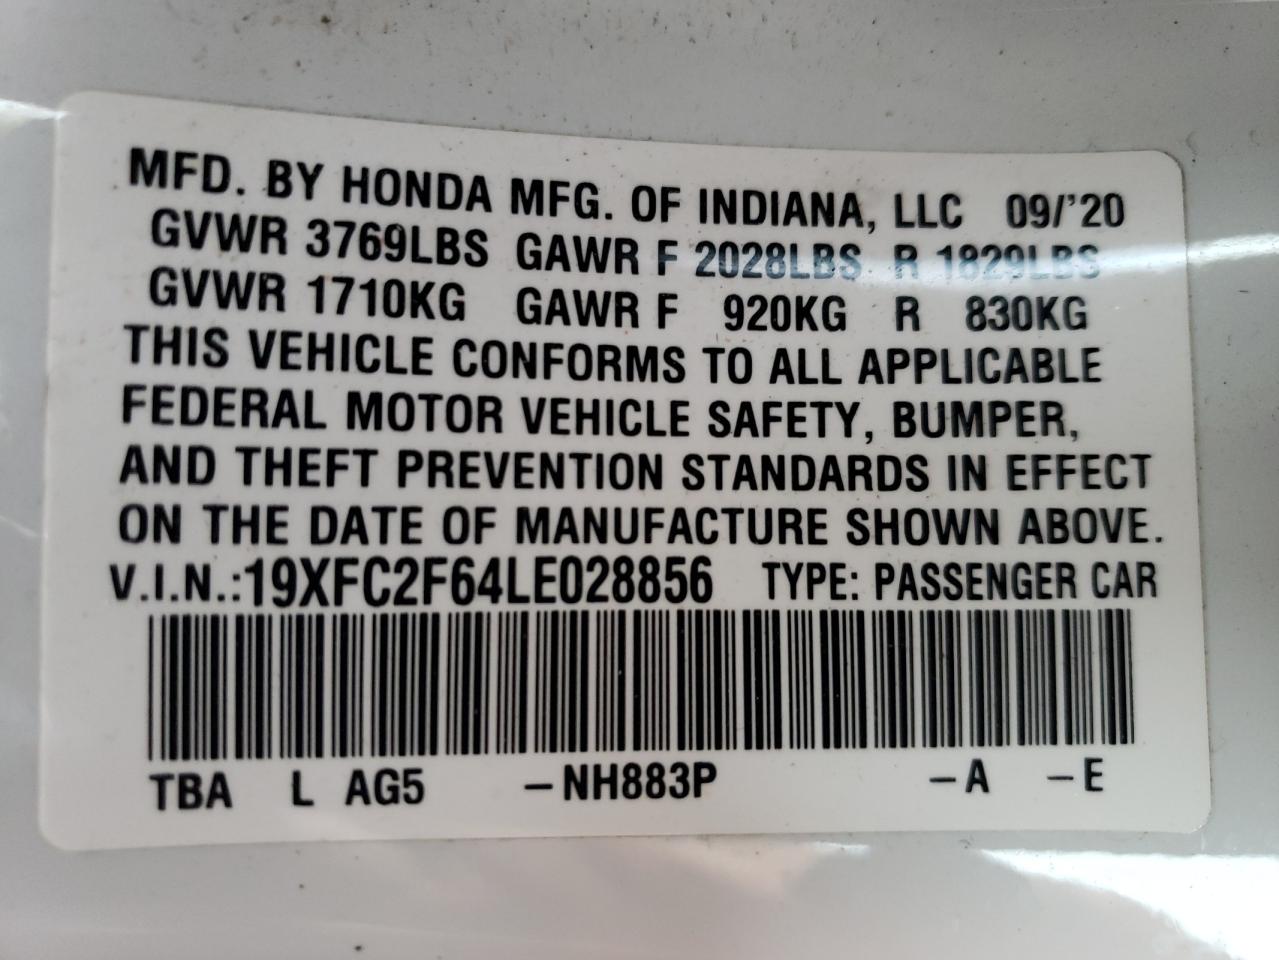 MFD. BY HONDA MFG. OF INDIANA, LLC 09/'20
GVWR 3769LBS GAWR F 2028LBS R 1829LBS
GVWR 1710KG GAWR F 920KG R 830KG
THIS VEHICLE CONFORMS TO ALL APPLICABLE
FEDERAL MOTOR VEHICLE SAFETY, BUMPER,
AND THEFT PREVENTION STANDARDS IN EFFECT
ON THE DATE OF MANUFACTURE SHOWN ABOVE.
V.I.N.:19XFC2F64LE028856 TYPE: PASSENGER CAR
TBA L AG5 -NH883P -A -E